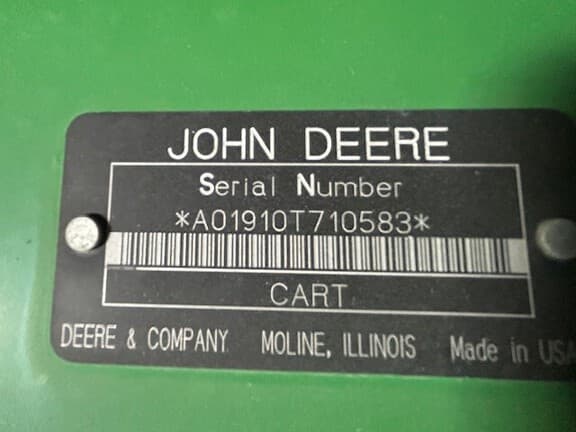 JOHN DEERE
Serial Number
*A01910T710583*
CART
DEERE & COMPANY MOLINE, ILLINOIS Made in USA